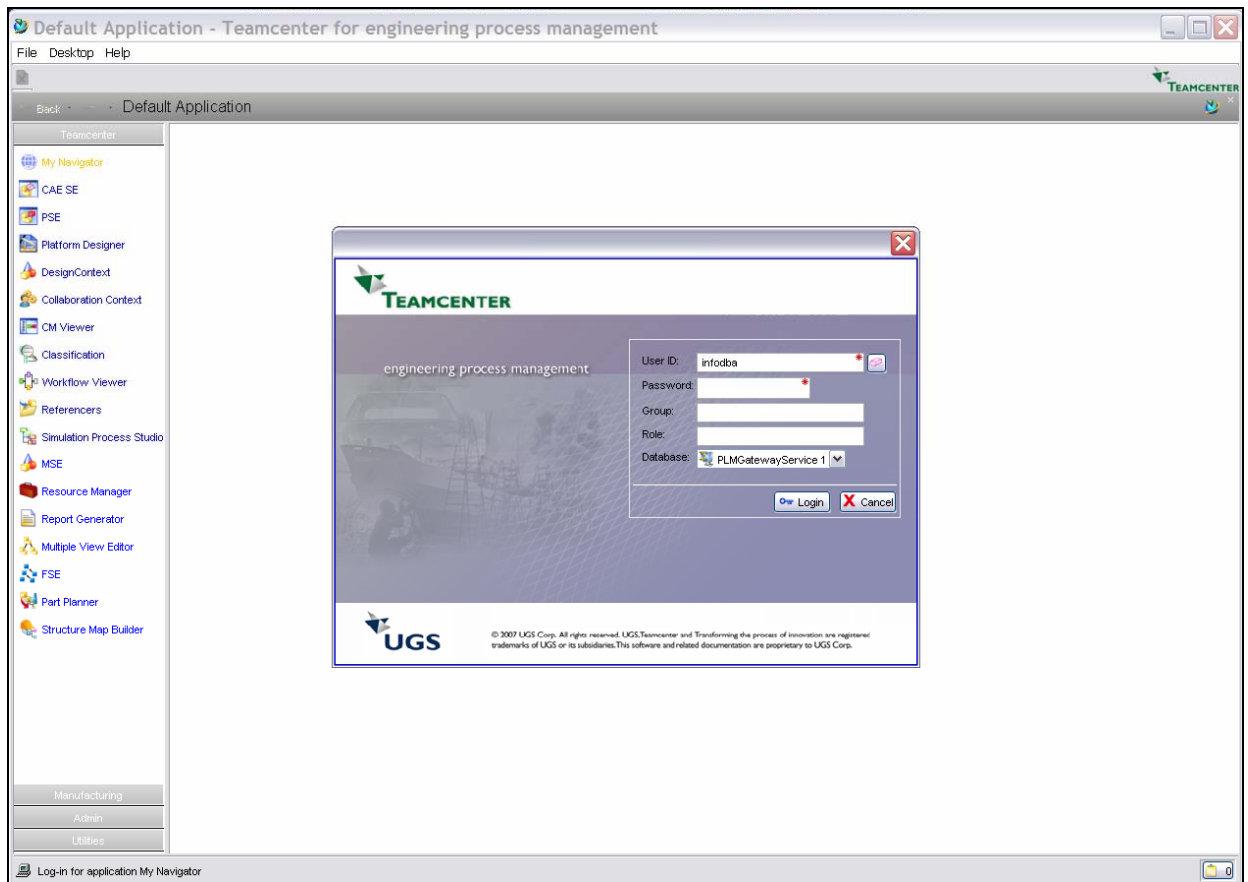 Default Application - Teamcenter for engineering process management
File Desktop Help
TEAMCENTER
Back Default Application
Teamcenter
My Navigator
CAE SE
PSE
Platform Designer
DesignContext
Collaboration Context
CM Viewer
Classification
Workflow Viewer
Referencers
Simulation Process Studio
MSE
Resource Manager
Report Generator
Multiple View Editor
FSE
Part Planner
Structure Map Builder
Manufacturing
Admin
Utilities
TEAMCENTER
engineering process management
User ID: infodba *
Password: *
Group:
Role:
Database: PLMGatewayService 1
Login Cancel
UGS
© 2007 UGS Corp. All rights reserved. UGS,Teamcenter and Transforming the process of innovation are registered
trademarks of UGS or its subsidiaries.This software and related documentation are proprietary to UGS Corp.
Log-in for application My Navigator
0